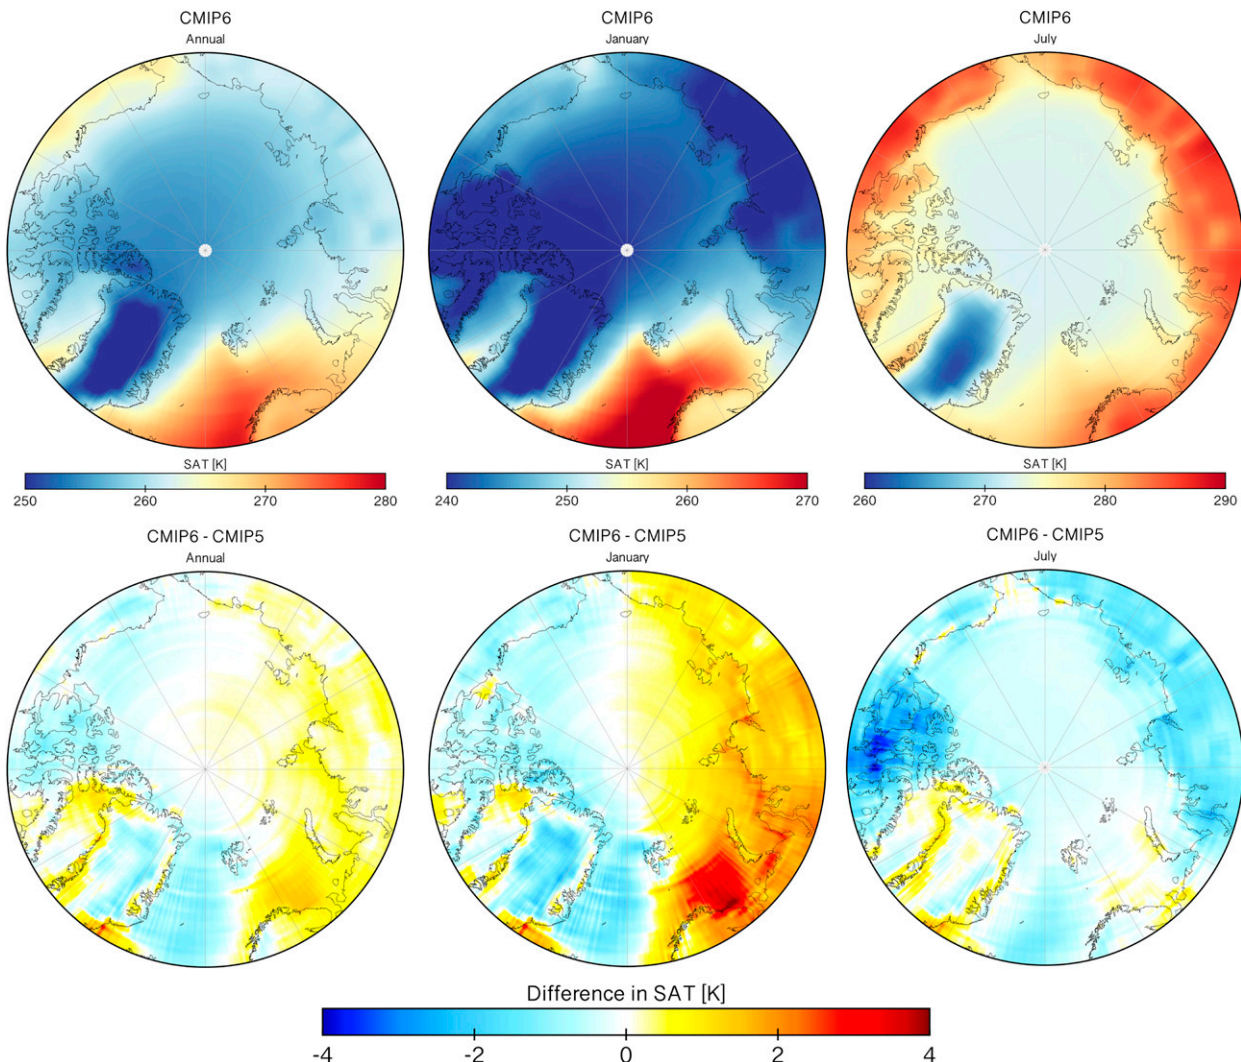 CMIP6 CMIP6 CMIP6
Annual January July
SAT [K] SAT [K] SAT [K]
250 260 270 280 240 250 260 270 260 270 280 290
CMIP6 - CMIP5 CMIP6 - CMIP5 CMIP6 - CMIP5
Annual January July
Difference in SAT [K]
-4 -2 0 2 4